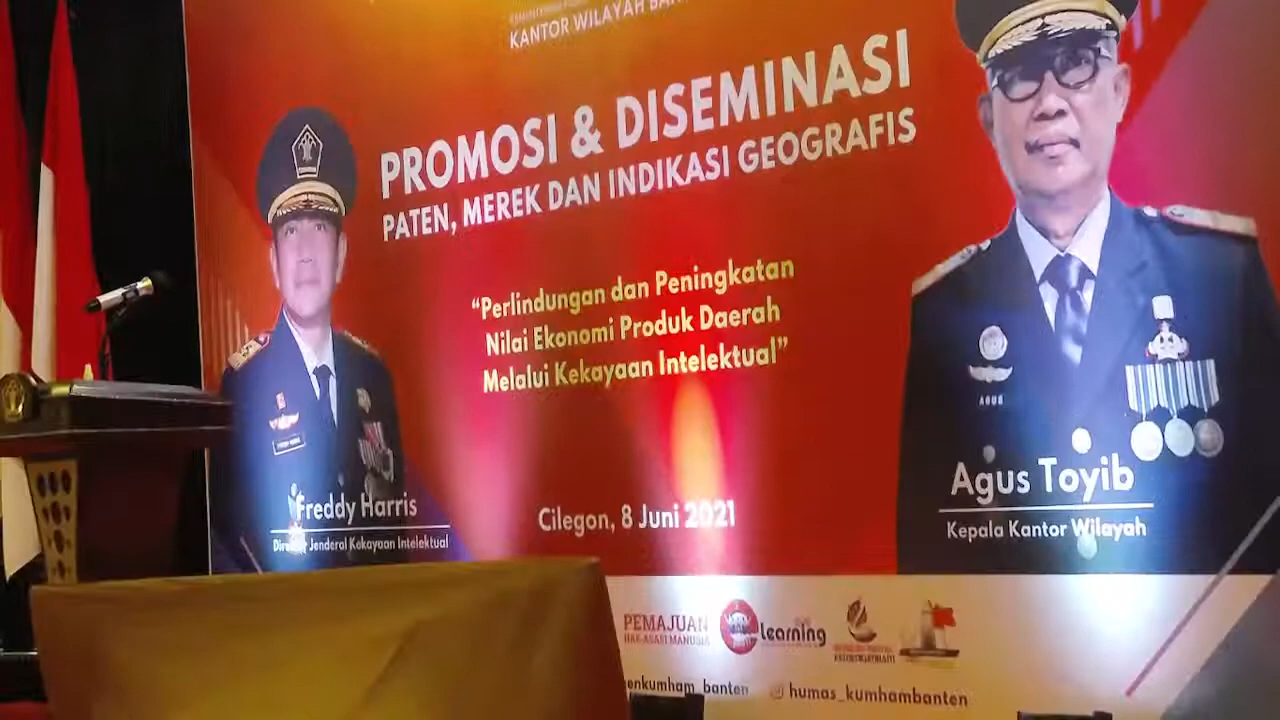 KANTOR WILAYAH
PROMOSI & DISEMINASI
PATEN, MEREK DAN INDIKASI GEOGRAFIS
“Perlindungan dan Peningkatan
Nilai Ekonomi Produk Daerah
Melalui Kekayaan Intelektual”
Freddy Harris
Jenderal Kekayaan Intelektual
Cilegon, 8 Juni 2021
AGUS
Agus Toyib
Kepala Kantor Wilayah
PEMAJUAN
HAK ASASI MANUSIA
Learning
enkumham_banten
humas_kumhambanten